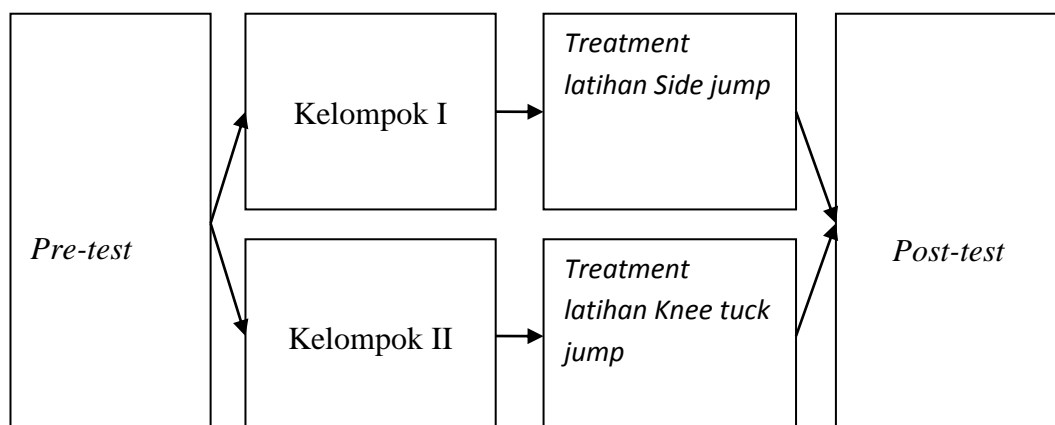 Pre-test
Kelompok I
Treatment
latihan Side jump
Kelompok II
Treatment
latihan Knee tuck
jump
Post-test